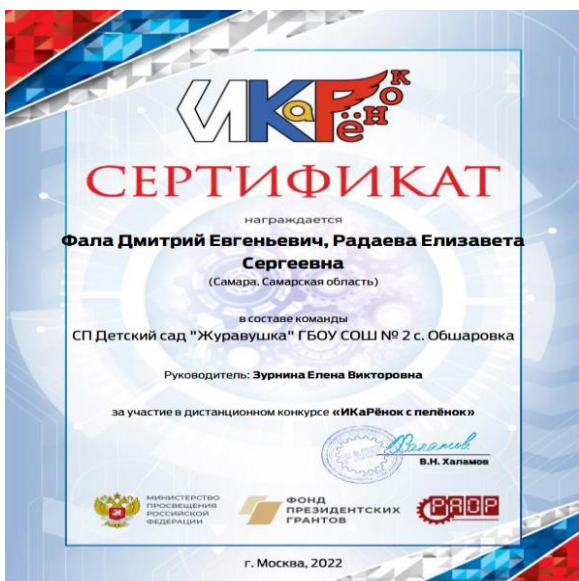 ИКаРёнок
СЕРТИФИКАТ
награждается
Фала Дмитрий Евгеньевич, Радаева Елизавета
Сергеевна
(Самара, Самарская область)
в составе команды
СП Детский сад "Журавушка" ГБОУ СОШ № 2 с. Обшаровка
Руководитель: Зурнина Елена Викторовна
за участие в дистанционном конкурсе «ИКаРёнок с пелёнок»
В.Н. Халамов
МИНИСТЕРСТВО
ПРОСВЕЩЕНИЯ
РОССИЙСКОЙ
ФЕДЕРАЦИИ
ФОНД
ПРЕЗИДЕНТСКИХ
ГРАНТОВ
РАОР
г. Москва, 2022